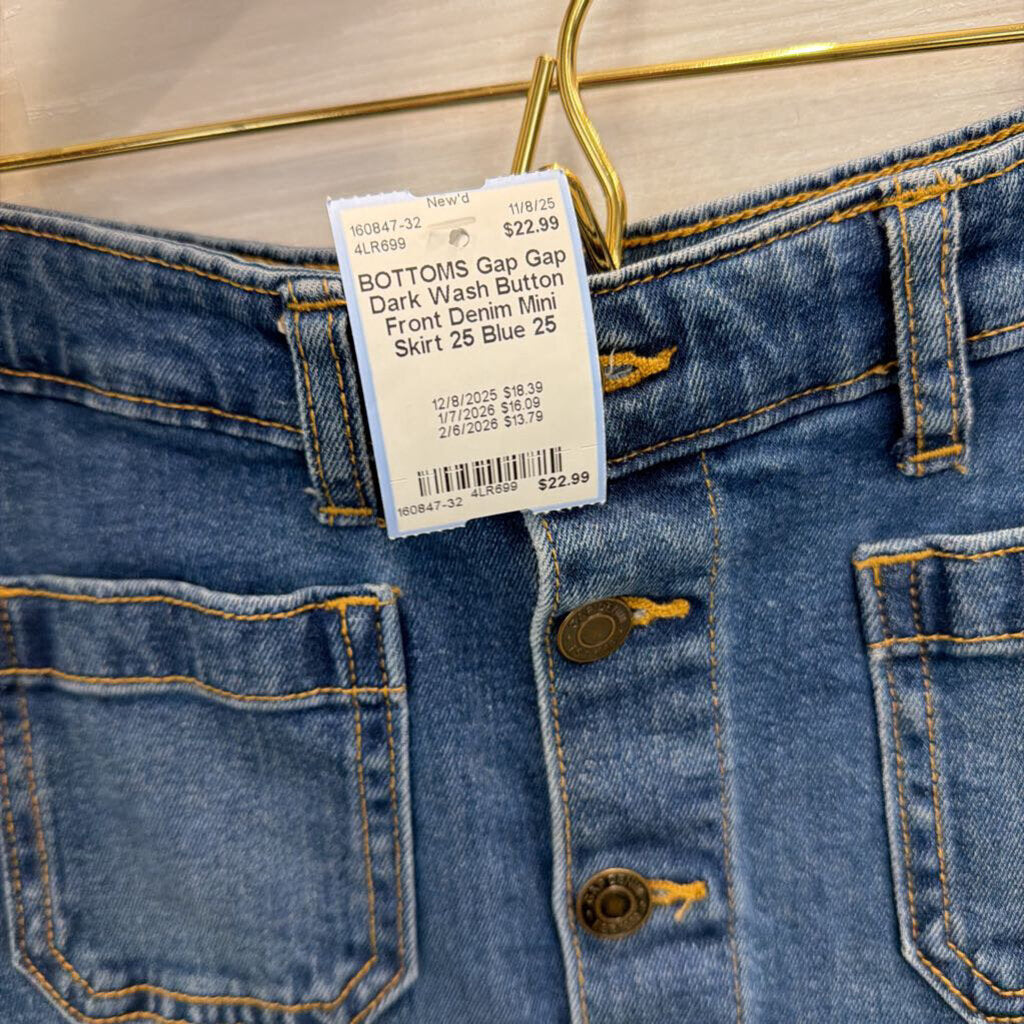 New'd
160847-32 11/8/25
4LR699 $22.99
BOTTOMS Gap Gap
Dark Wash Button
Front Denim Mini
Skirt 25 Blue 25
12/8/2025 $18.39
1/7/2026 $16.09
2/6/2026 $13.79
160847-32 4LR699 $22.99